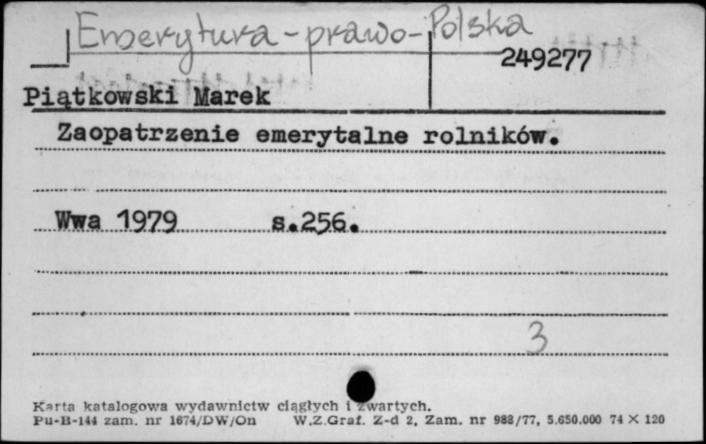 Emerytura - prawo - Polska
249277
Piątkowski Marek
Zaopatrzenie emerytalne rolników.
Wwa 1979 s.256.
3
Karta katalogowa wydawnictw ciągłych i zwartych.
Pu-B-144 zam. nr 1674/DW/On W.Z.Graf. Z-d 2, Zam. nr 988/77, 5.650.000 74 × 120